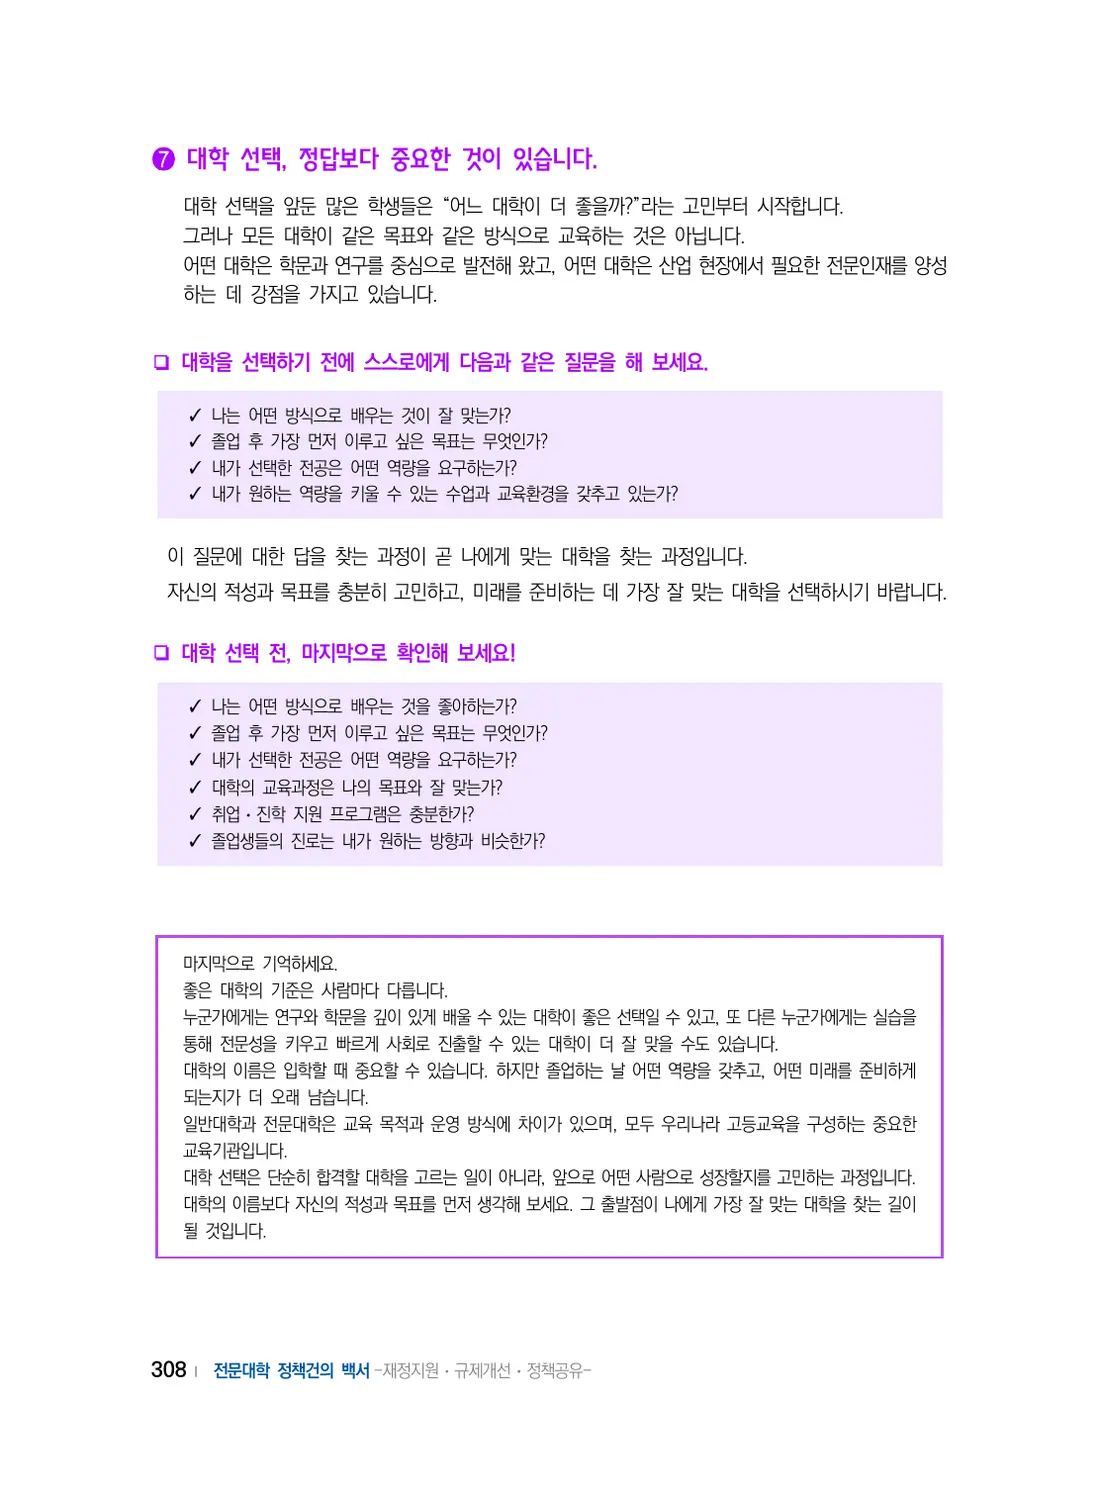 ❼ 대학 선택, 정답보다 중요한 것이 있습니다.
대학 선택을 앞둔 많은 학생들은 “어느 대학이 더 좋을까?”라는 고민부터 시작합니다.
그러나 모든 대학이 같은 목표와 같은 방식으로 교육하는 것은 아닙니다.
어떤 대학은 학문과 연구를 중심으로 발전해 왔고, 어떤 대학은 산업 현장에서 필요한 전문인재를 양성
하는 데 강점을 가지고 있습니다.
❏ 대학을 선택하기 전에 스스로에게 다음과 같은 질문을 해 보세요.
✓ 나는 어떤 방식으로 배우는 것이 잘 맞는가?
✓ 졸업 후 가장 먼저 이루고 싶은 목표는 무엇인가?
✓ 내가 선택한 전공은 어떤 역량을 요구하는가?
✓ 내가 원하는 역량을 키울 수 있는 수업과 교육환경을 갖추고 있는가?
이 질문에 대한 답을 찾는 과정이 곧 나에게 맞는 대학을 찾는 과정입니다.
자신의 적성과 목표를 충분히 고민하고, 미래를 준비하는 데 가장 잘 맞는 대학을 선택하시기 바랍니다.
❏ 대학 선택 전, 마지막으로 확인해 보세요!
✓ 나는 어떤 방식으로 배우는 것을 좋아하는가?
✓ 졸업 후 가장 먼저 이루고 싶은 목표는 무엇인가?
✓ 내가 선택한 전공은 어떤 역량을 요구하는가?
✓ 대학의 교육과정은 나의 목표와 잘 맞는가?
✓ 취업·진학 지원 프로그램은 충분한가?
✓ 졸업생들의 진로는 내가 원하는 방향과 비슷한가?
마지막으로 기억하세요.
좋은 대학의 기준은 사람마다 다릅니다.
누군가에게는 연구와 학문을 깊이 있게 배울 수 있는 대학이 좋은 선택일 수 있고, 또 다른 누군가에게는 실습을
통해 전문성을 키우고 빠르게 사회로 진출할 수 있는 대학이 더 잘 맞을 수도 있습니다.
대학의 이름은 입학할 때 중요할 수 있습니다. 하지만 졸업하는 날 어떤 역량을 갖추고, 어떤 미래를 준비하게
되는지가 더 오래 남습니다.
일반대학과 전문대학은 교육 목적과 운영 방식에 차이가 있으며, 모두 우리나라 고등교육을 구성하는 중요한
교육기관입니다.
대학 선택은 단순히 합격할 대학을 고르는 일이 아니라, 앞으로 어떤 사람으로 성장할지를 고민하는 과정입니다.
대학의 이름보다 자신의 적성과 목표를 먼저 생각해 보세요. 그 출발점이 나에게 가장 잘 맞는 대학을 찾는 길이
될 것입니다.
308 | 전문대학 정책건의 백서 -재정지원·규제개선·정책공유-